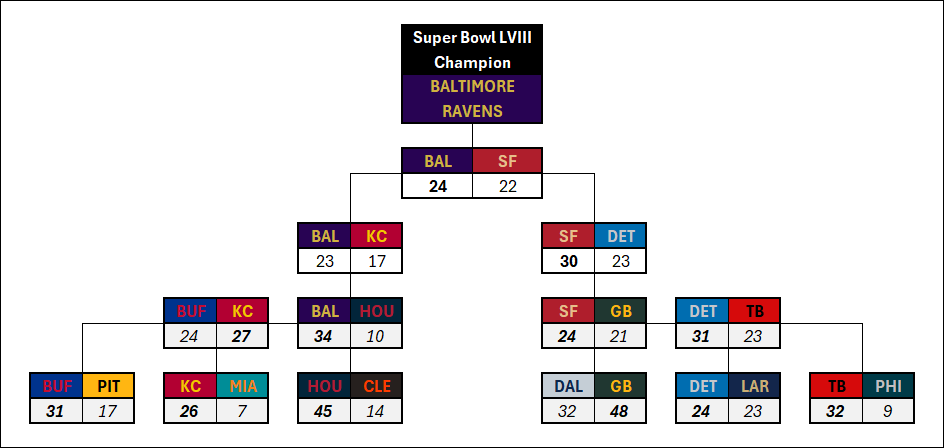 Super Bowl LVIII
Champion
BALTIMORE
RAVENS
BAL SF
24 22
BAL KC SF DET
23 17 30 23
BUF KC BAL HOU SF GB DET TB
24 27 34 10 24 21 31 23
BUF PIT KC MIA HOU CLE DAL GB DET LAR TB PHI
31 17 26 7 45 14 32 48 24 23 32 9